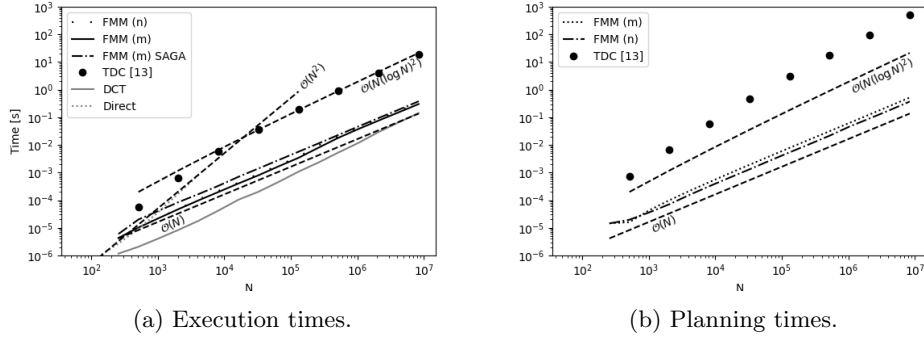 FMM (n)
FMM (m)
FMM (m) SAGA
TDC [13]
DCT
Direct
10³
10²
10¹
10⁰
10⁻¹
10⁻²
10⁻³
10⁻⁴
10⁻⁵
10⁻⁶
Time [s]
𝒪(N²)
𝒪(N(log N)²)
𝒪(N)
10² 10³ 10⁴ 10⁵ 10⁶ 10⁷
N
(a) Execution times.
FMM (m)
FMM (n)
TDC [13]
10³
10²
10¹
10⁰
10⁻¹
10⁻²
10⁻³
10⁻⁴
10⁻⁵
10⁻⁶
𝒪(N(log N)²)
𝒪(N)
10² 10³ 10⁴ 10⁵ 10⁶ 10⁷
N
(b) Planning times.